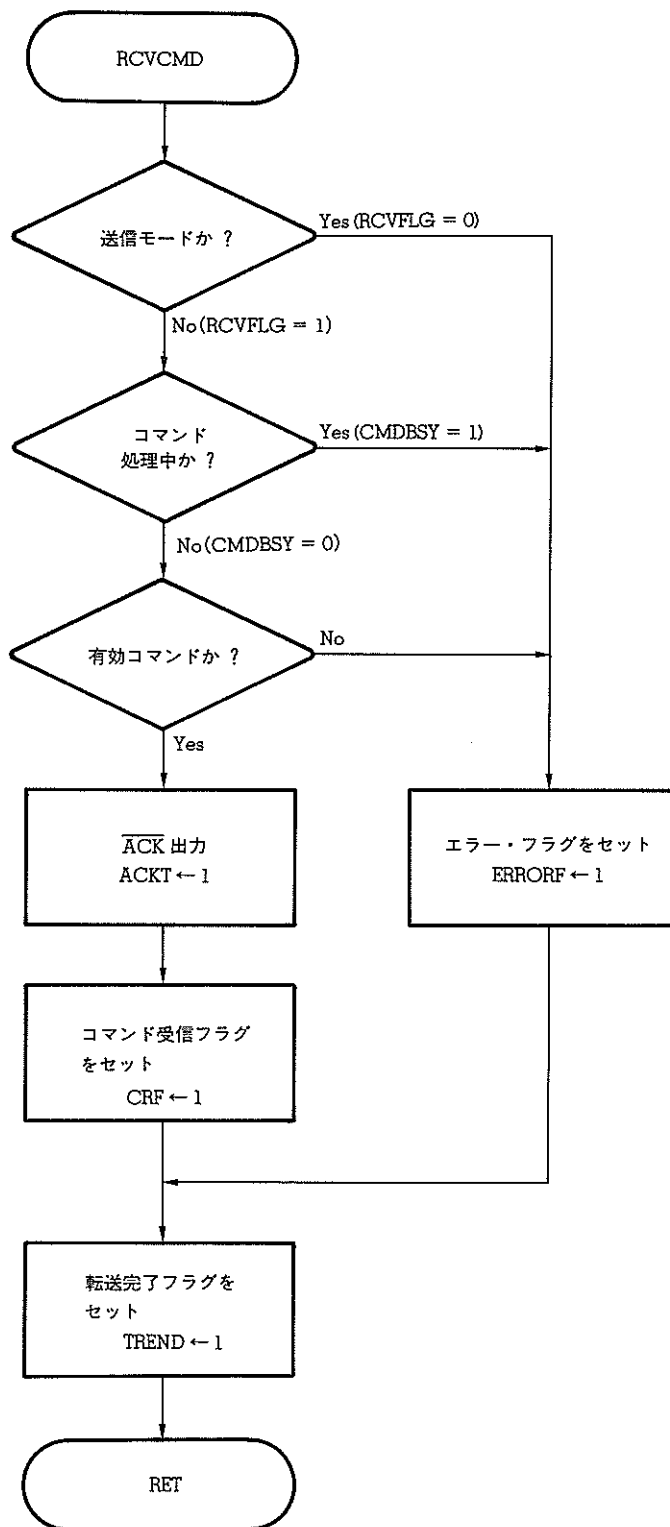 RCVCMD
送信モードか ?
Yes (RCVFLG = 0)
No (RCVFLG = 1)
コマンド
処理中か ?
Yes (CMDBSY = 1)
No (CMDBSY = 0)
有効コマンドか ?
No
Yes
ACK 出力
ACKT ← 1
エラー・フラグをセット
ERRORF ← 1
コマンド受信フラグ
をセット
CRF ← 1
転送完了フラグを
セット
TREND ← 1
RET